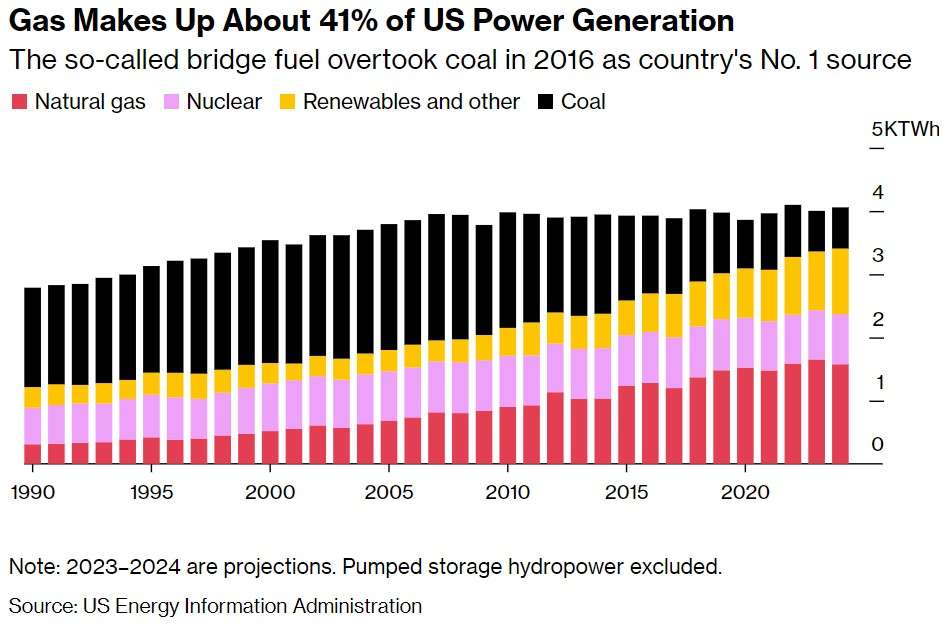 Gas Makes Up About 41% of US Power Generation
The so-called bridge fuel overtook coal in 2016 as country's No. 1 source
Natural gas Nuclear Renewables and other Coal
5KTWh
4
3
2
1
0
1990 1995 2000 2005 2010 2015 2020
Note: 2023–2024 are projections. Pumped storage hydropower excluded.
Source: US Energy Information Administration